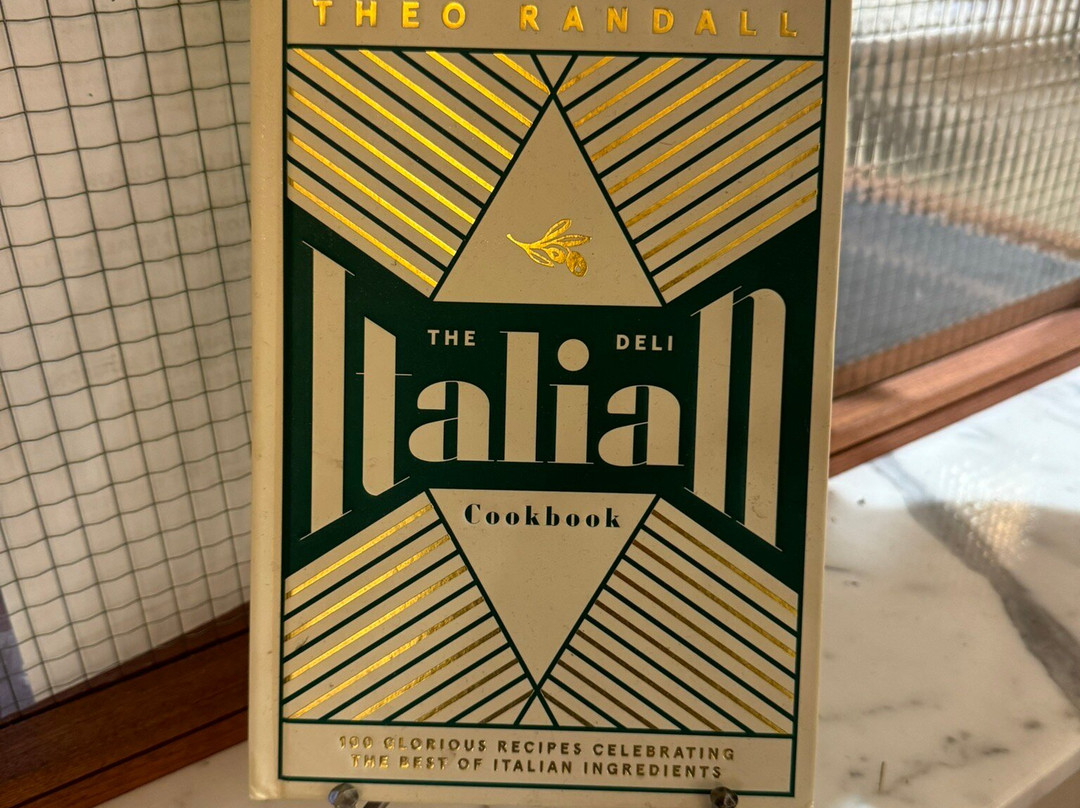 THEO RANDALL
THE DELI
Italian
Cookbook
100 GLORIOUS RECIPES CELEBRATING
THE BEST OF ITALIAN INGREDIENTS